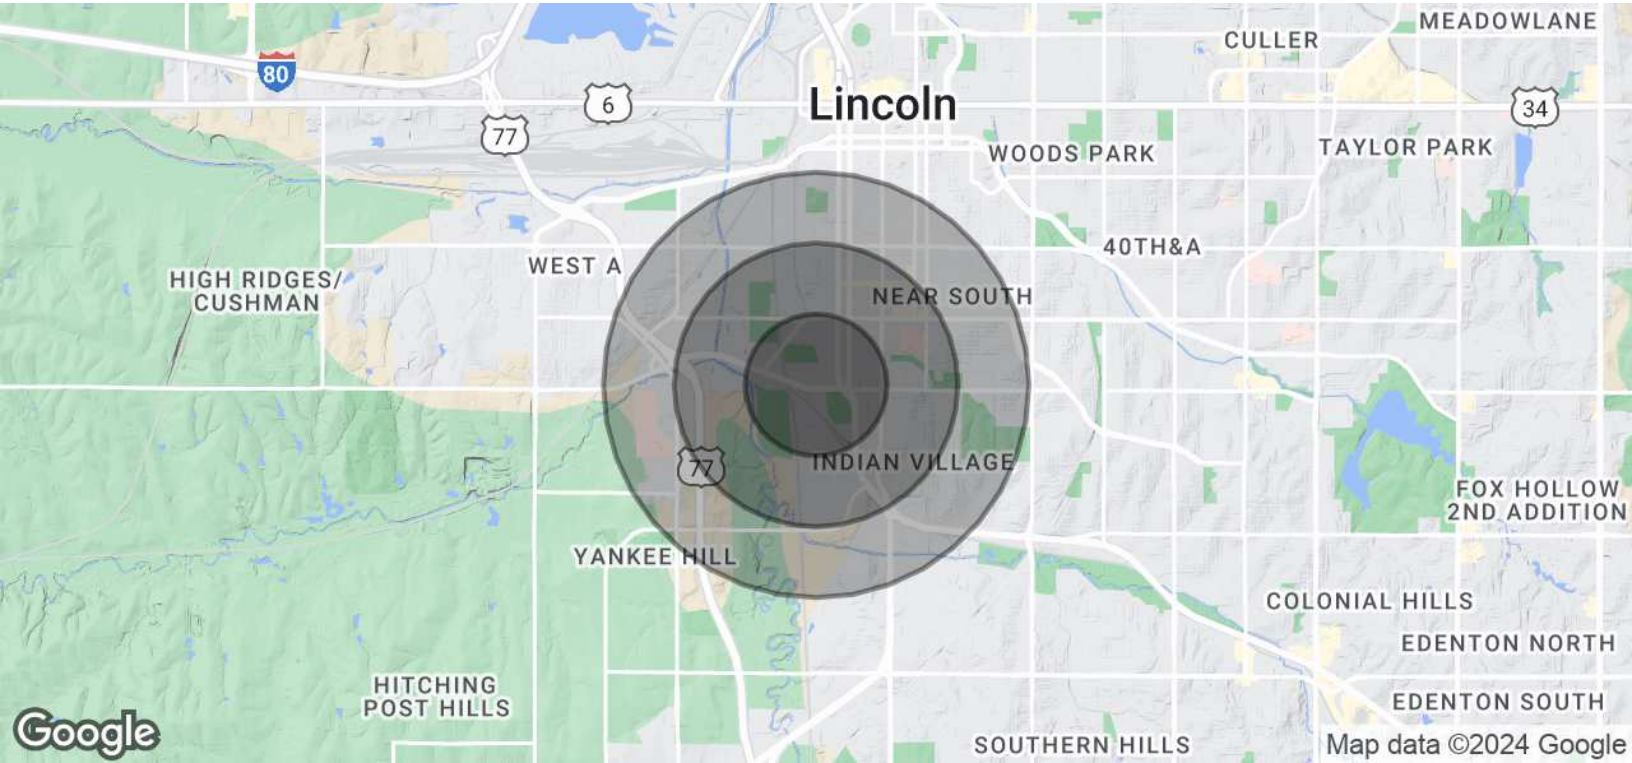 MEADOWLANE
CULLER
80
6
Lincoln
34
77
WOODS PARK
TAYLOR PARK
40TH&A
WEST A
HIGH RIDGES/
CUSHMAN
NEAR SOUTH
77
INDIAN VILLAGE
FOX HOLLOW
2ND ADDITION
YANKEE HILL
COLONIAL HILLS
EDENTON NORTH
HITCHING
POST HILLS
EDENTON SOUTH
Google
SOUTHERN HILLS
Map data ©2024 Google